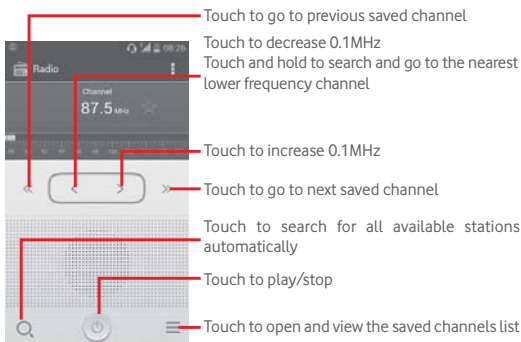 Touch to go to previous saved channel
08:26
Touch to decrease 0.1MHz
Radio
Touch and hold to search and go to the nearest
lower frequency channel
Channel
87.5 MHz
Touch to increase 0.1MHz
Touch to go to next saved channel
Touch to search for all available stations
automatically
Touch to play/stop
Touch to open and view the saved channels list